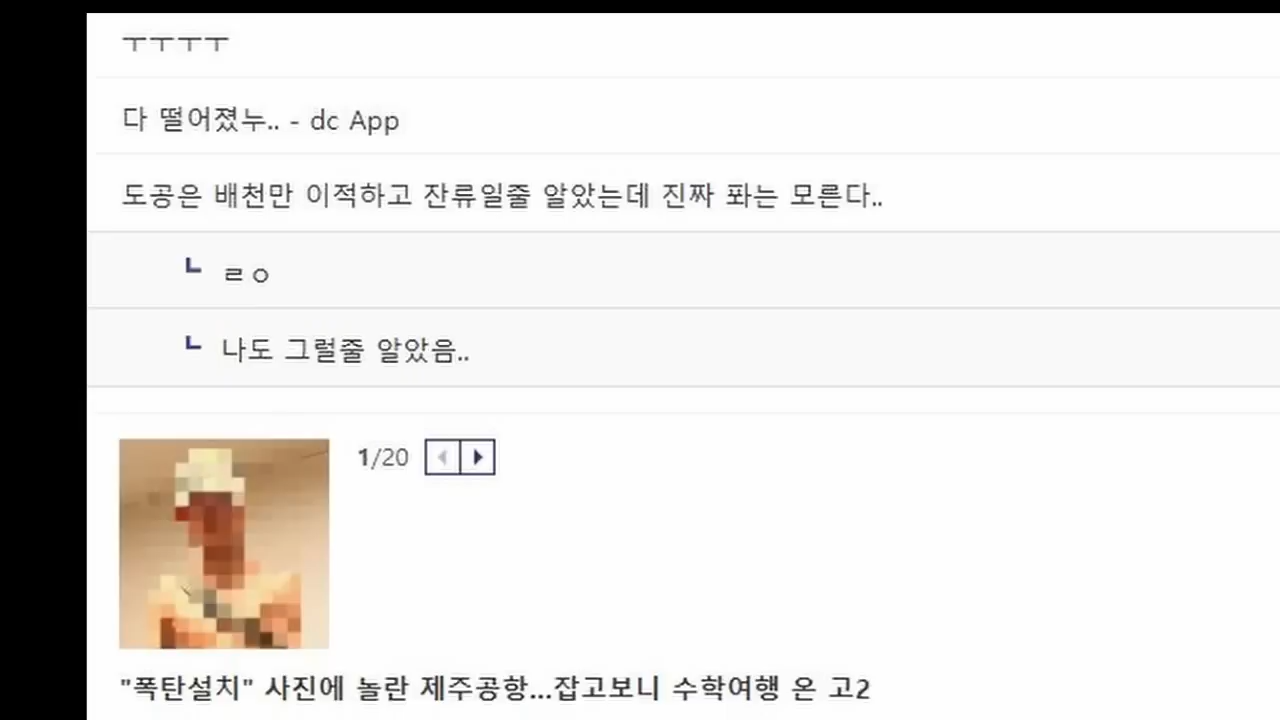 ㅜㅜㅜㅜ
다 떨어졌누.. - dc App
도공은 배천만 이적하고 잔류일줄 알았는데 진짜 퐈는 모른다..
ㄹㅇ
나도 그럴줄 알았음..
1/20
"폭탄설치" 사진에 놀란 제주공항...잡고보니 수학여행 온 고2